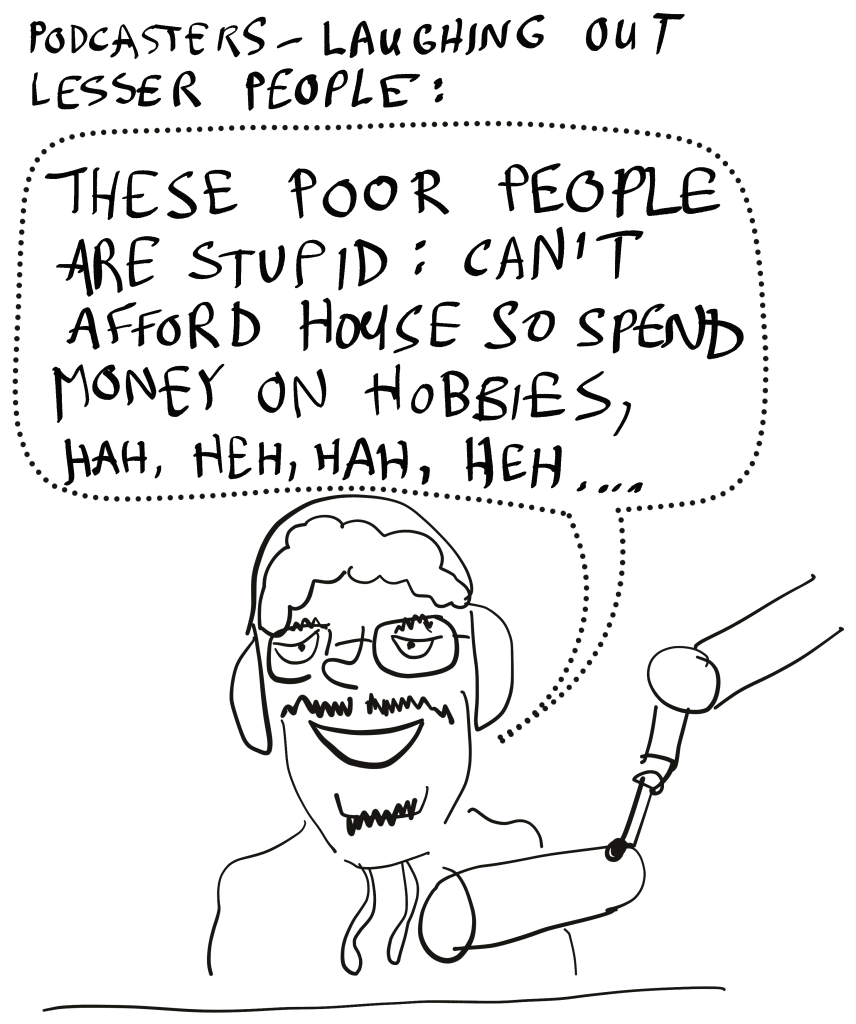 PODCASTERS – LAUGHING OUT
LESSER PEOPLE:
THESE POOR PEOPLE
ARE STUPID: CAN'T
AFFORD HOUSE SO SPEND
MONEY ON HOBBIES,
HAH, HEH, HAH, HEH....